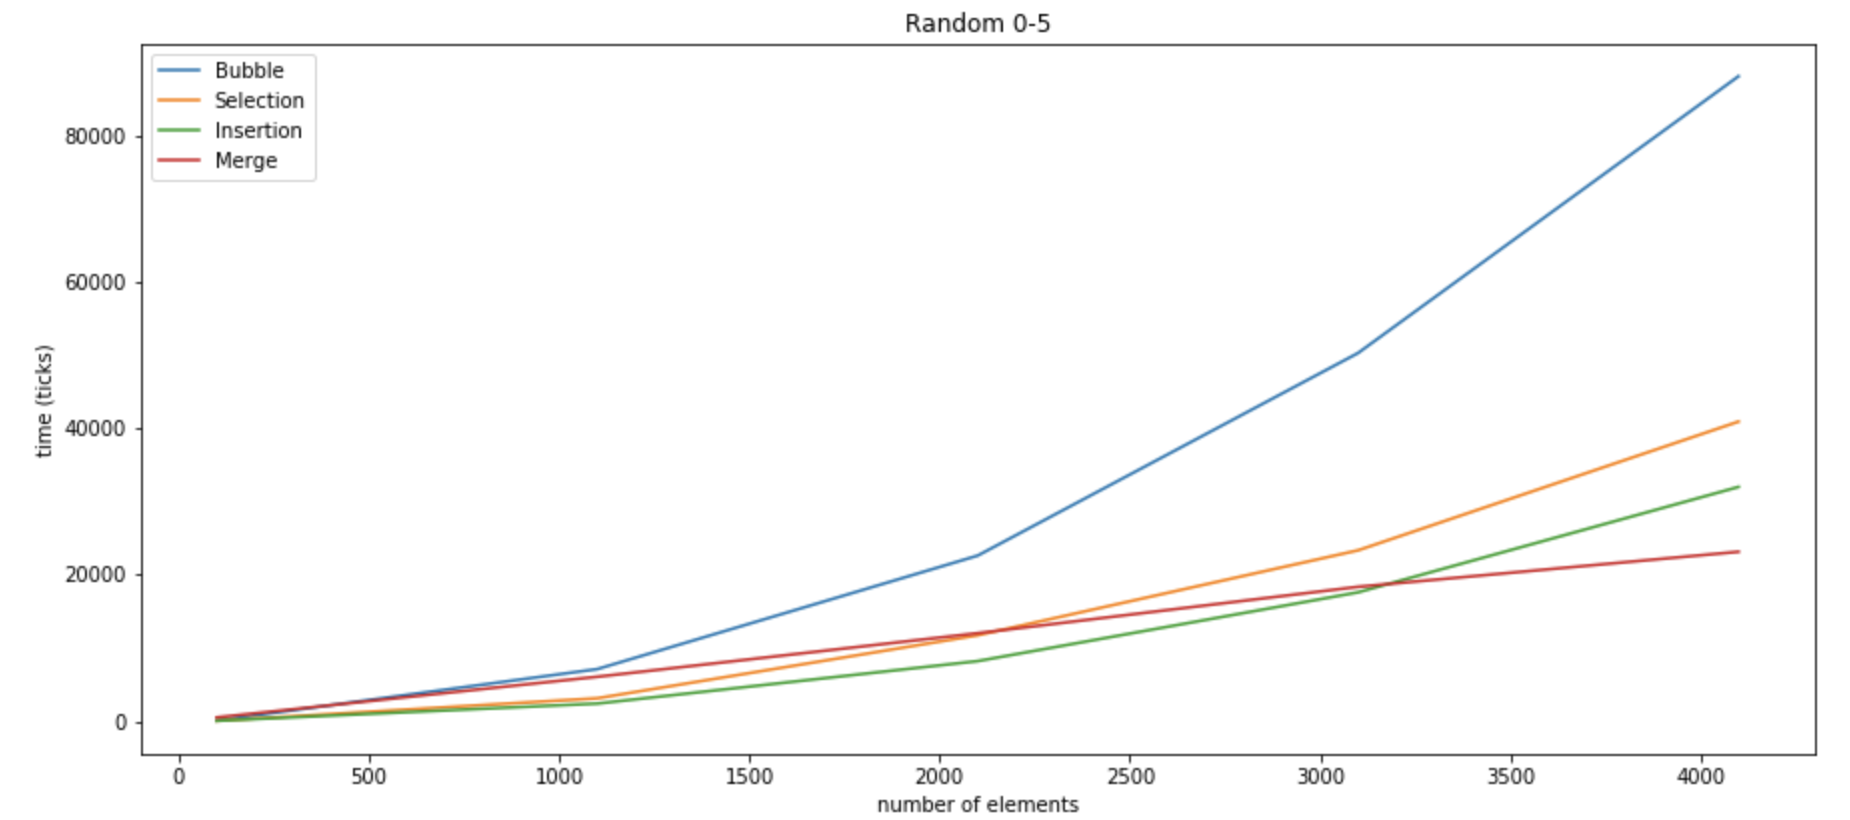 Random 0-5
Bubble
Selection
Insertion
Merge
time (ticks)
80000
60000
40000
20000
0
0 500 1000 1500 2000 2500 3000 3500 4000
number of elements